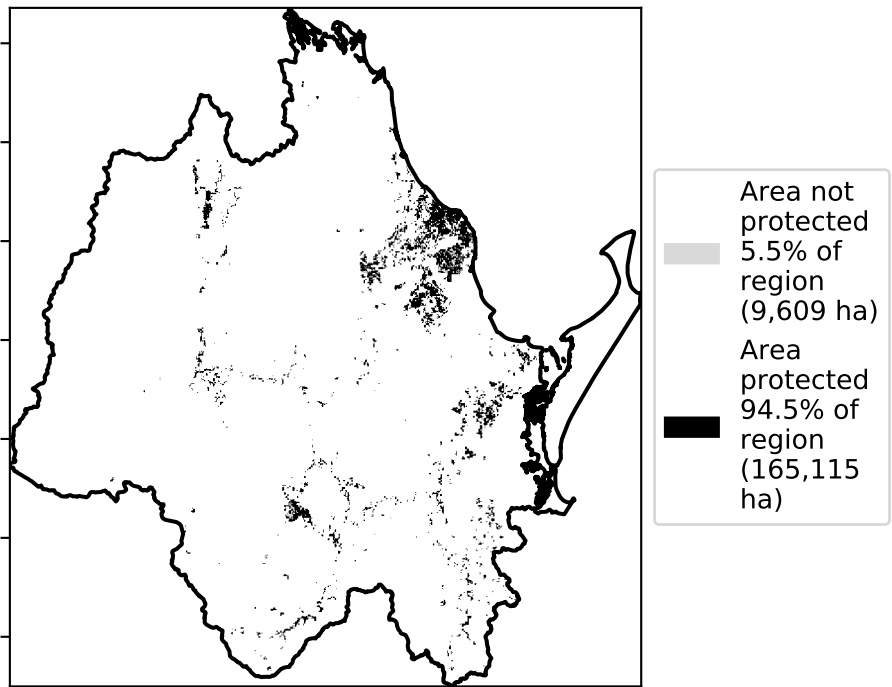 Area not
protected
5.5% of
region
(9,609 ha)
Area
protected
94.5% of
region
(165,115
ha)